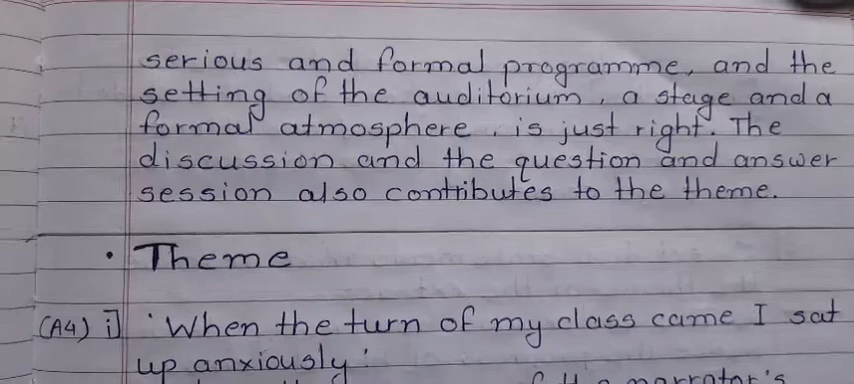 serious and formal programme, and the
setting of the auditorium, a stage and a
formal atmosphere, is just right. The
discussion and the question and answer
session also contributes to the theme.
• Theme
(A4) i] 'When the turn of my class came I sat
up anxiously'
narrator's